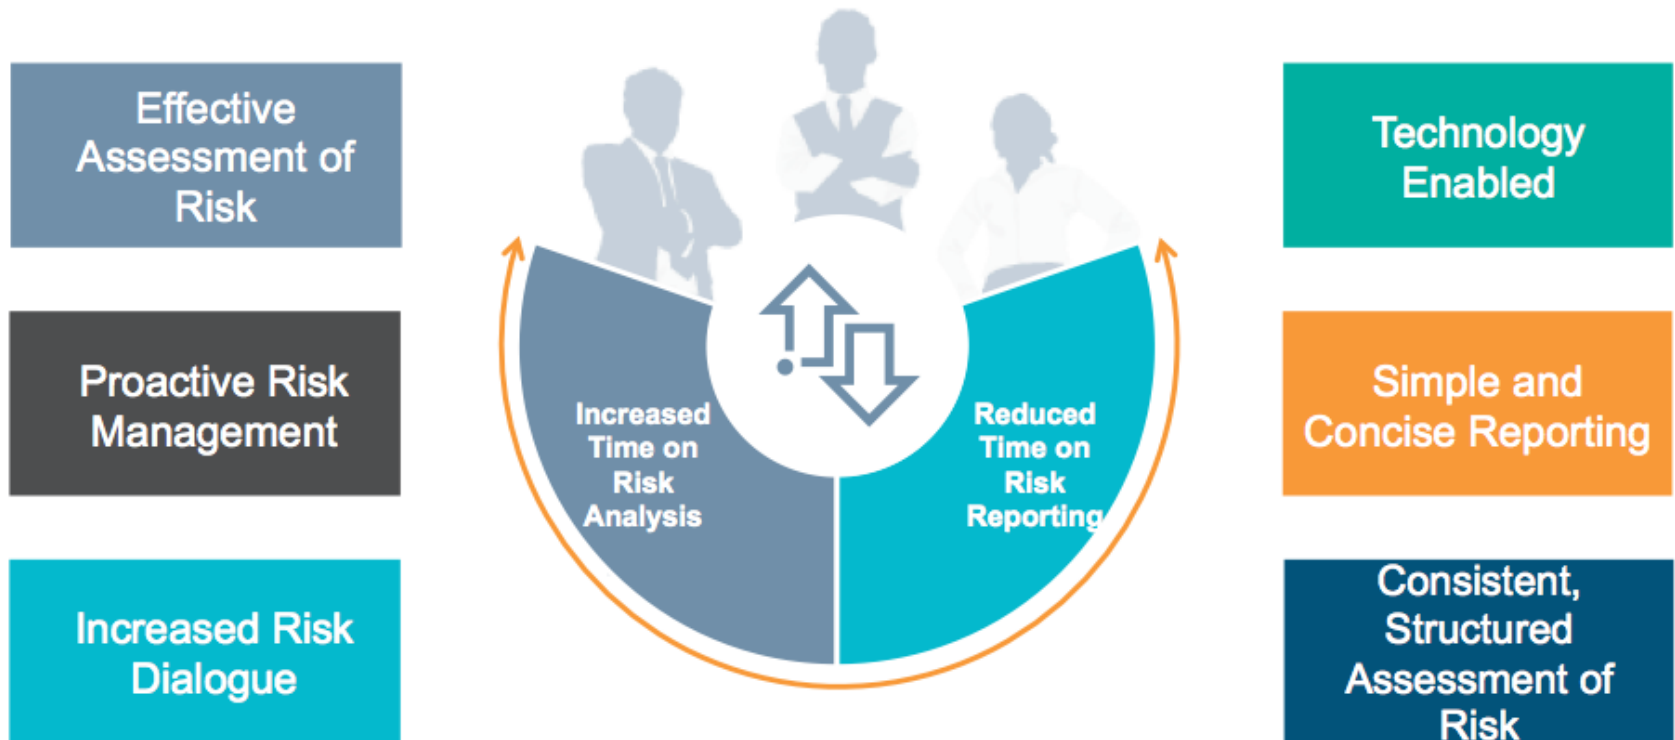 Effective
Assessment of
Risk
Proactive Risk
Management
Increased Risk
Dialogue
Increased
Time on
Risk
Analysis
Reduced
Time on
Risk
Reporting
Technology
Enabled
Simple and
Concise Reporting
Consistent,
Structured
Assessment of
Risk